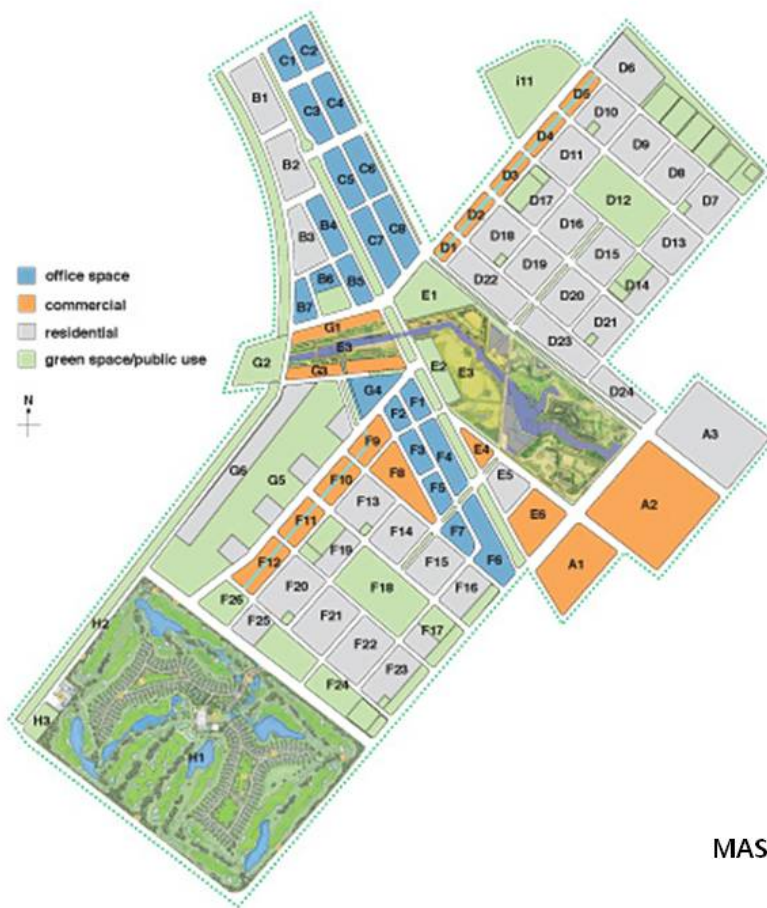 C1
C2
B1
C3
C4
B2
C5
C6
B3
B4
C7
C8
B6
B5
B7
i11
D6
D5
D10
D4
D9
D11
D8
D7
D3
D17
D12
D2
D16
D13
D1
D18
D15
D19
D14
D22
D20
D21
D23
D24
office space
commercial
residential
green space/public use
N
E1
G1
E3
G2
G3
E2
E3
G4
F1
F2
F9
F3
F4
E4
F8
F10
F5
E5
G6
G5
F13
F11
F14
F7
E6
F12
F19
F15
F6
F18
F16
F20
F26
F25
F21
F17
F22
F23
F24
A3
A2
A1
H2
H3
H1
MAS